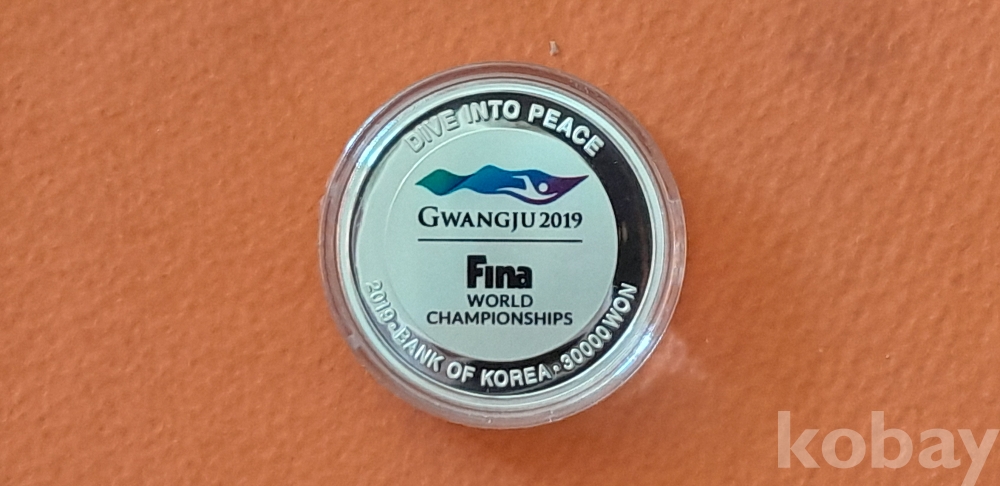 DIVE INTO PEACE
GWANGJU 2019
Fina
WORLD
CHAMPIONSHIPS
2019 • BANK OF KOREA • 30000 WON
kobay